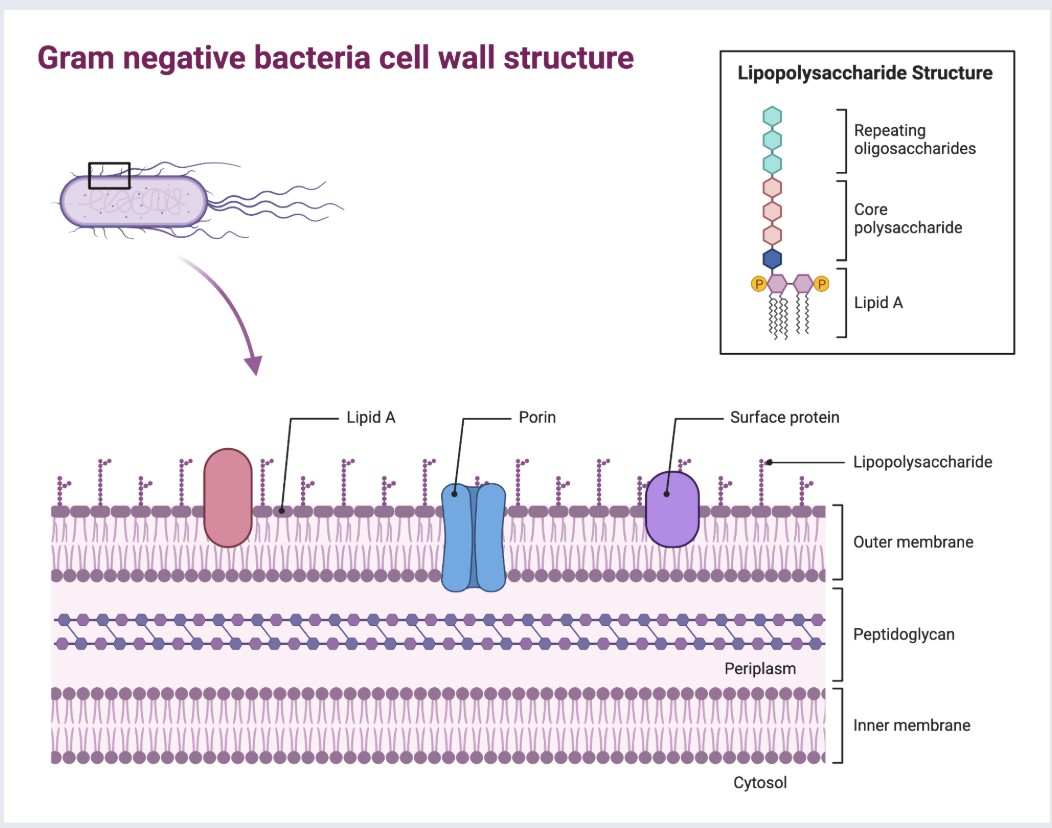 Gram negative bacteria cell wall structure
Lipopolysaccharide Structure
Repeating
oligosaccharides
Core
polysaccharide
P
P
Lipid A
Lipid A
Porin
Surface protein
Lipopolysaccharide
Outer membrane
Peptidoglycan
Periplasm
Inner membrane
Cytosol